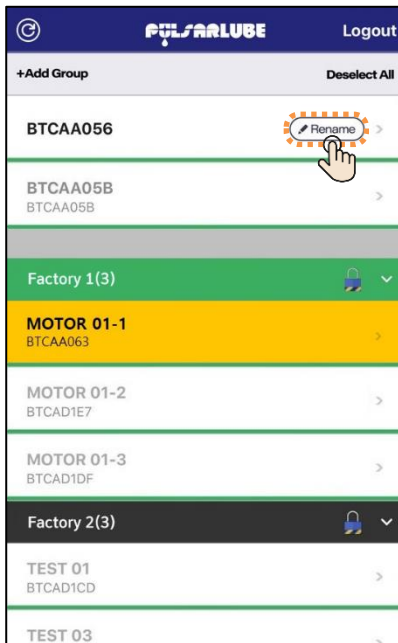 PULSARLUBE Logout
+Add Group Deselect All
BTCAA056 Rename
BTCAA05B
BTCAA05B
Factory 1(3)
MOTOR 01-1
BTCAA063
MOTOR 01-2
BTCAD1E7
MOTOR 01-3
BTCAD1DF
Factory 2(3)
TEST 01
BTCAD1CD
TEST 03